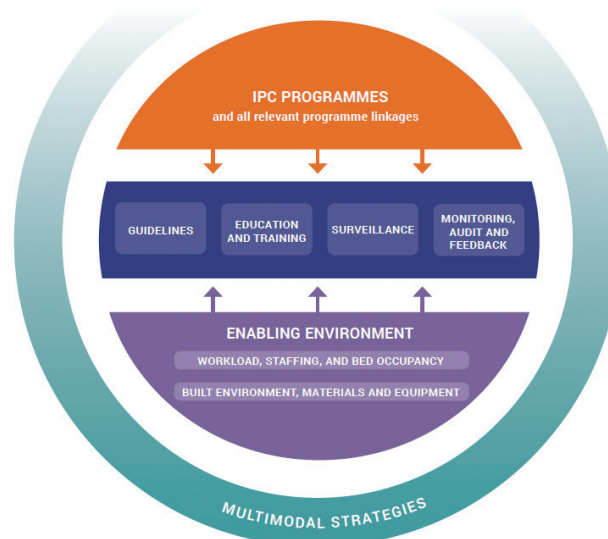 IPC PROGRAMMES
and all relevant programme linkages
GUIDELINES
EDUCATION
AND TRAINING
SURVEILLANCE
MONITORING,
AUDIT AND
FEEDBACK
ENABLING ENVIRONMENT
WORKLOAD, STAFFING, AND BED OCCUPANCY
BUILT ENVIRONMENT, MATERIALS AND EQUIPMENT
MULTIMODAL STRATEGIES